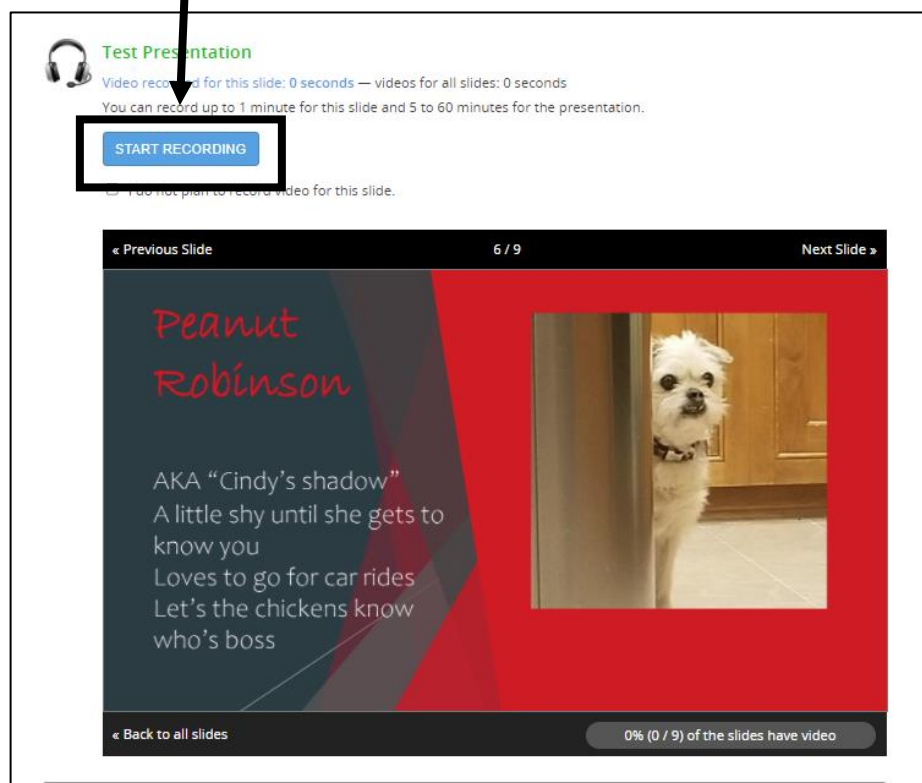 Test Presentation
Video recorded for this slide: 0 seconds — videos for all slides: 0 seconds
You can record up to 1 minute for this slide and 5 to 60 minutes for the presentation.
START RECORDING
I do not plan to record video for this slide.
« Previous Slide 6 / 9 Next Slide »
Peanut
Robinson
AKA “Cindy’s shadow”
A little shy until she gets to
know you
Loves to go for car rides
Let’s the chickens know
who’s boss
« Back to all slides 0% (0 / 9) of the slides have video